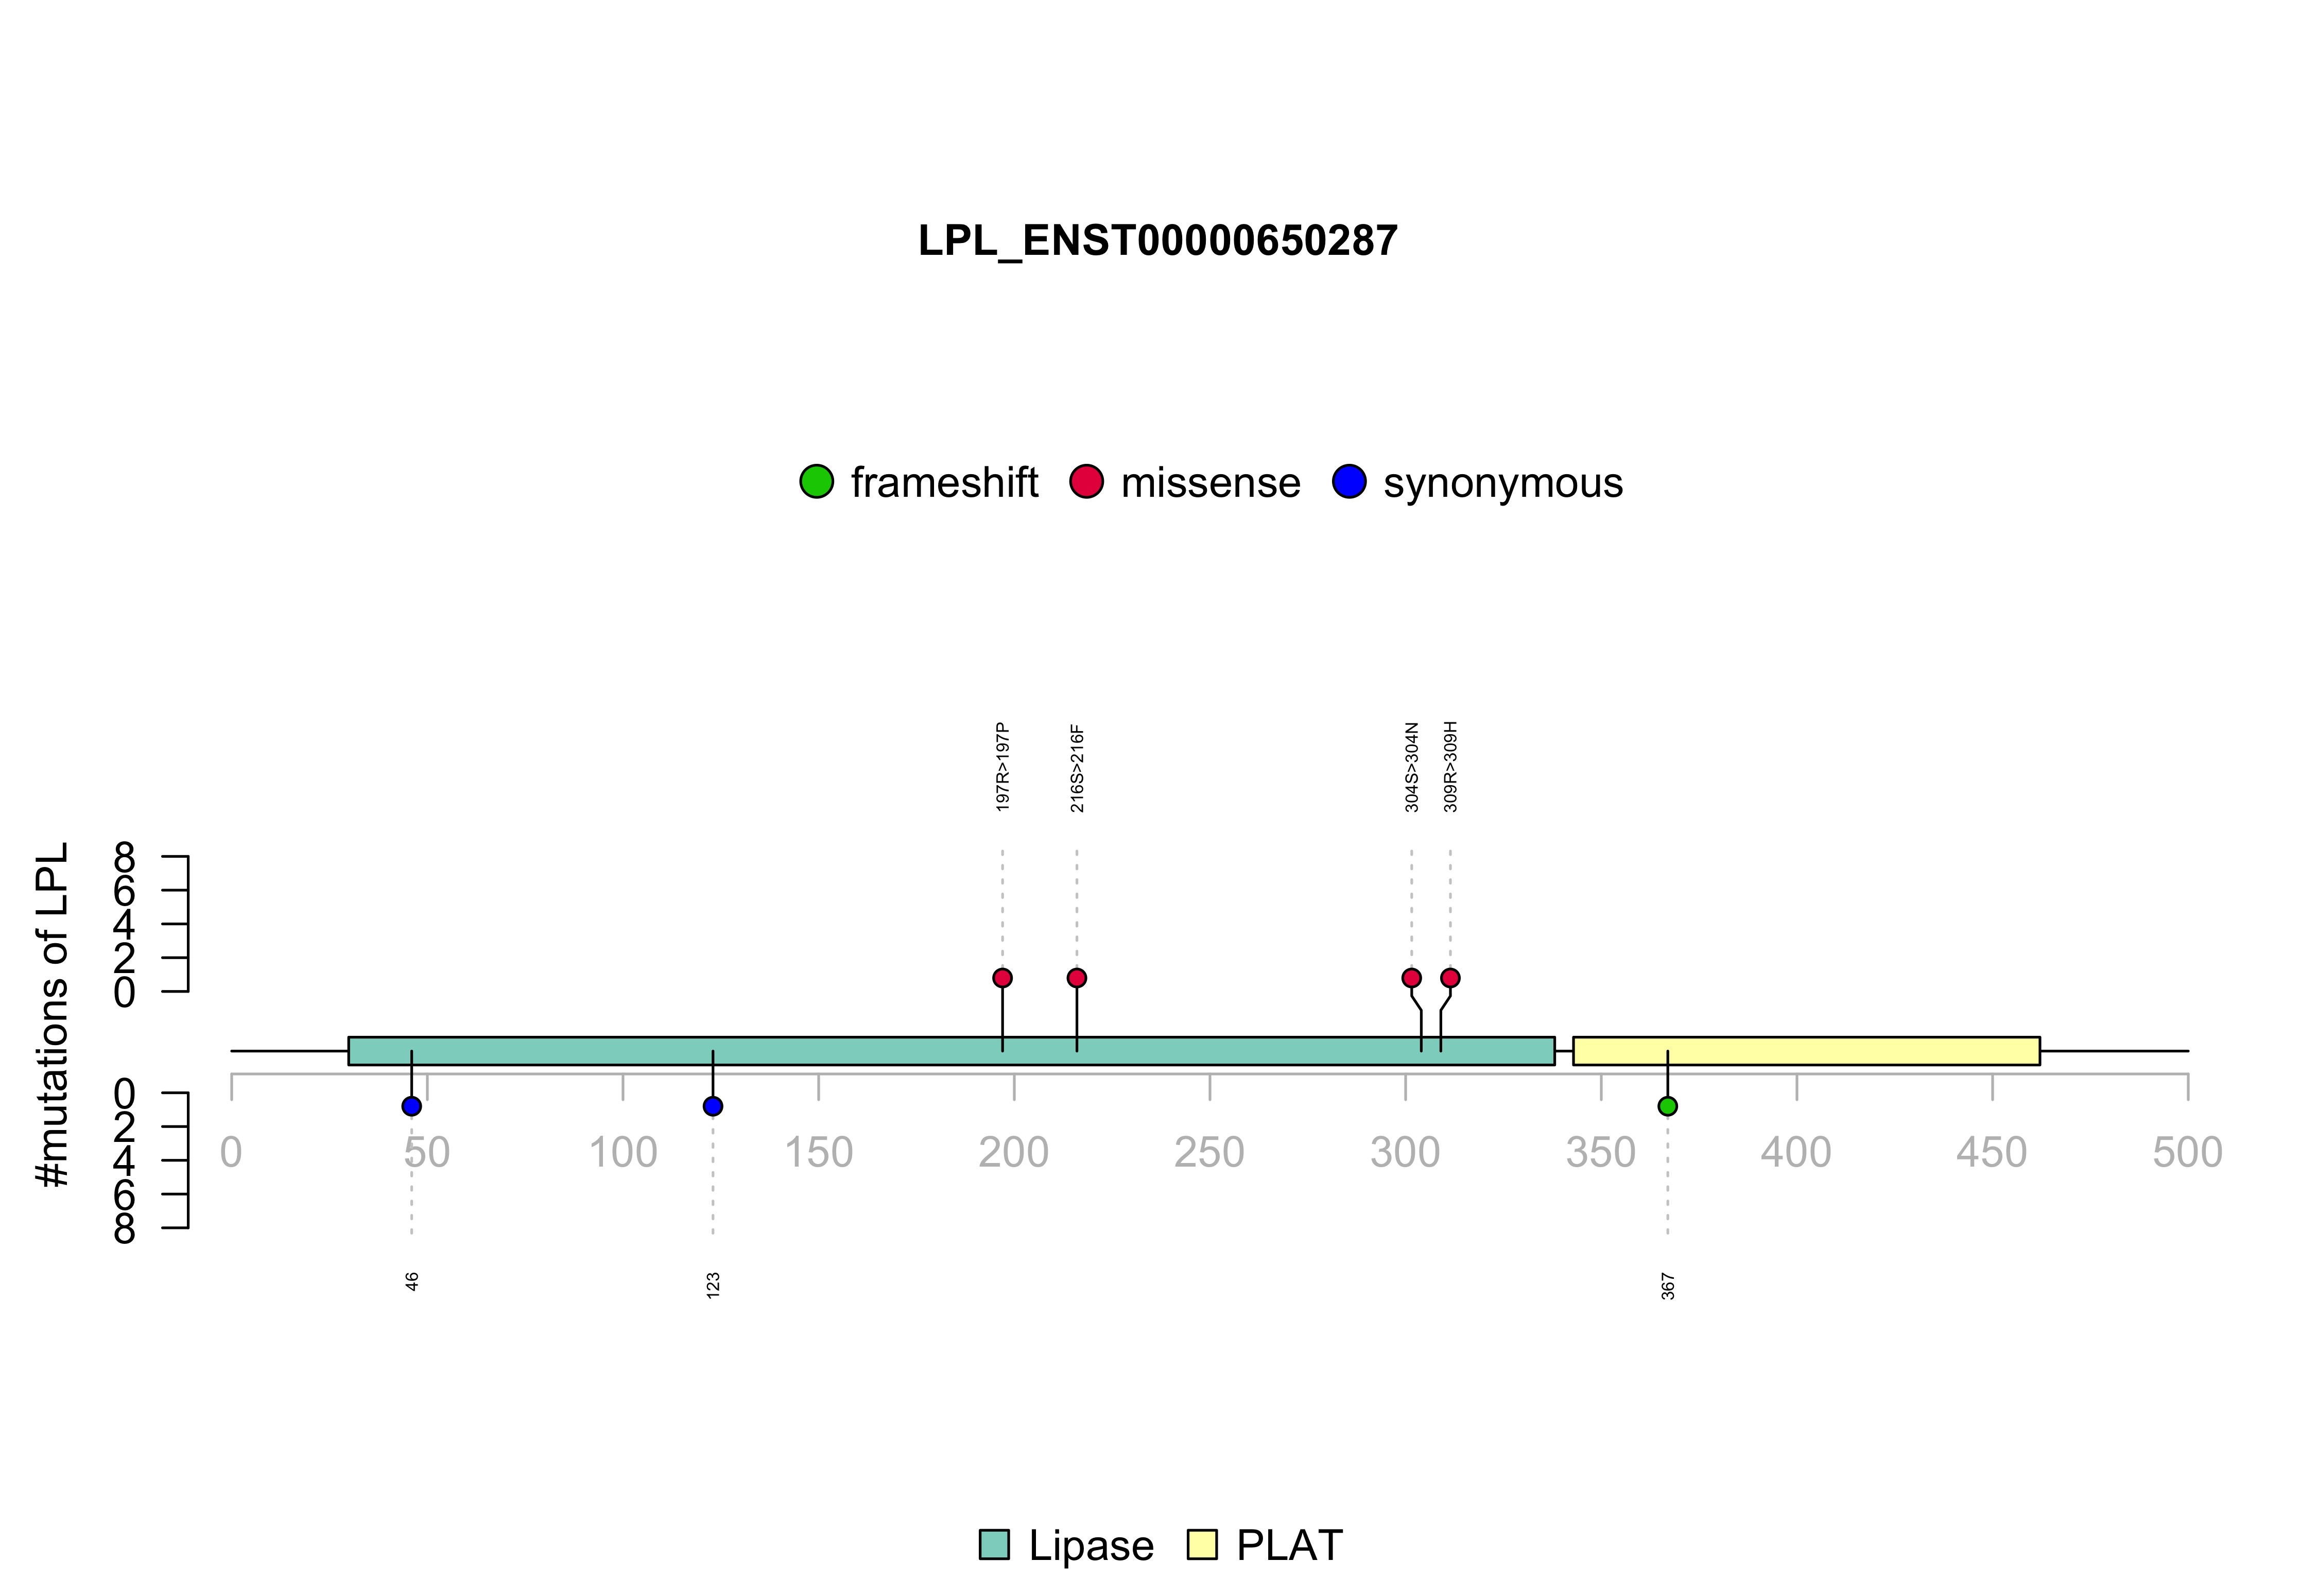 LPL_ENST00000650287
frameshift missense synonymous
197R>197P
216S>216F
304S>304N
309R>309H
#mutations of LPL
8
6
4
2
0
0
2
4
6
8
0 50 100 150 200 250 300 350 400 450 500
46
123
367
Lipase PLAT